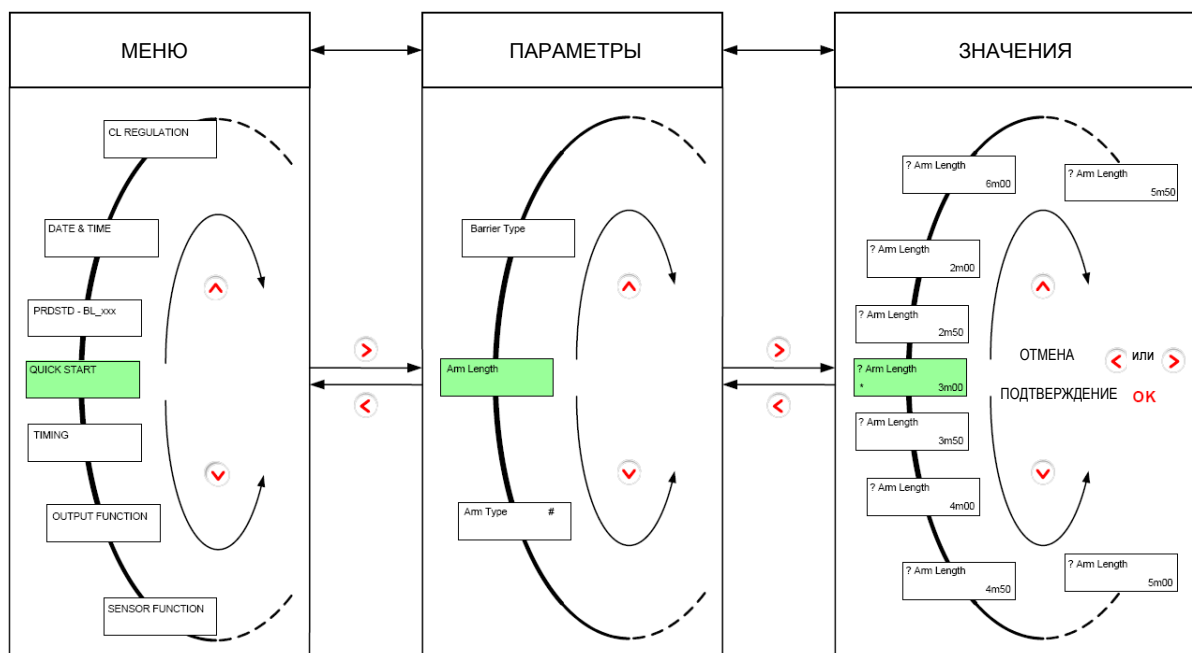 МЕНЮ
ПАРАМЕТРЫ
ЗНАЧЕНИЯ
CL REGULATION
DATE & TIME
PRDSTD - BL_xxx
QUICK START
TIMING
OUTPUT FUNCTION
SENSOR FUNCTION
Barrier Type
Arm Length
Arm Type #
? Arm Length
6m00
? Arm Length
5m50
? Arm Length
2m00
? Arm Length
2m50
? Arm Length
* 3m00
? Arm Length
3m50
? Arm Length
4m00
? Arm Length
4m50
? Arm Length
5m00
ОТМЕНА или
ПОДТВЕРЖДЕНИЕ OK